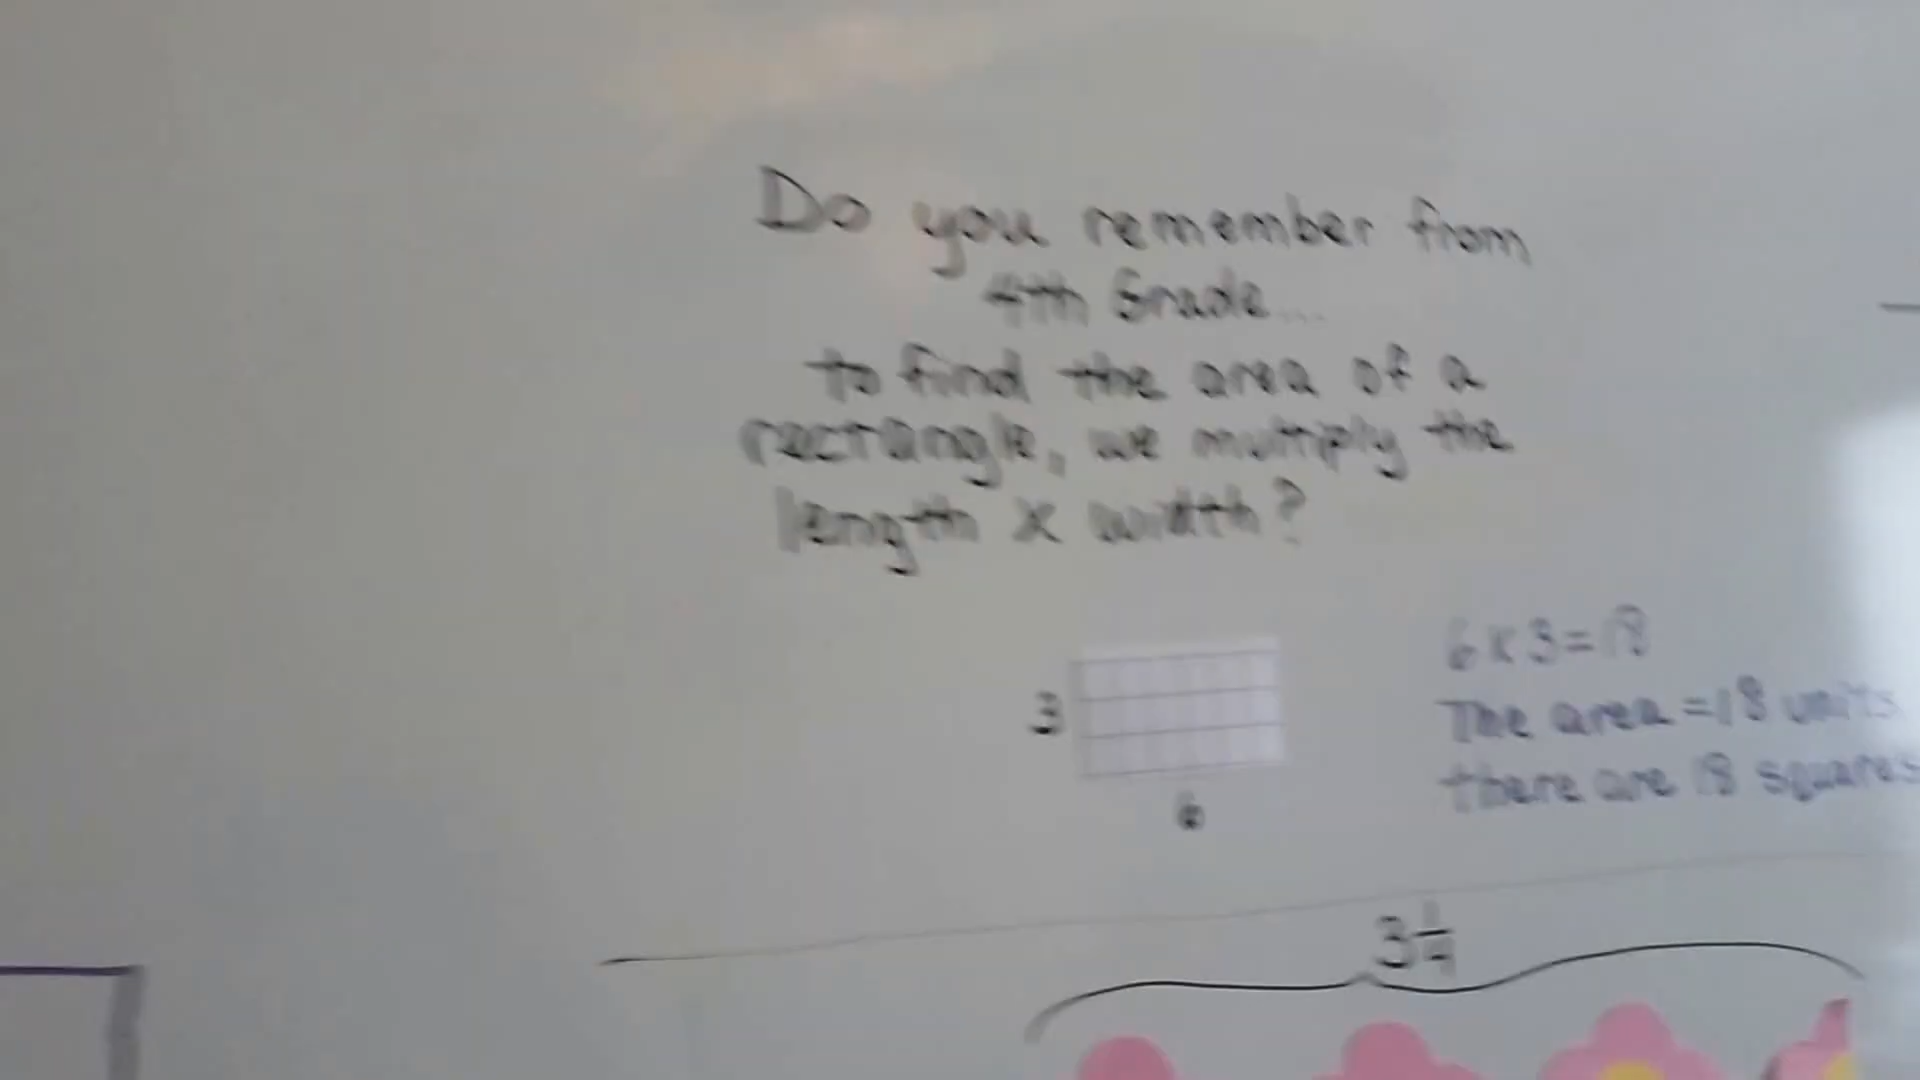 Do you remember from
4th Grade...
to find the area of a
rectangle, we multiply the
length x width?
3
6
6 x 3 = 18
The area = 18 units
there are 18 squares
3 1/4